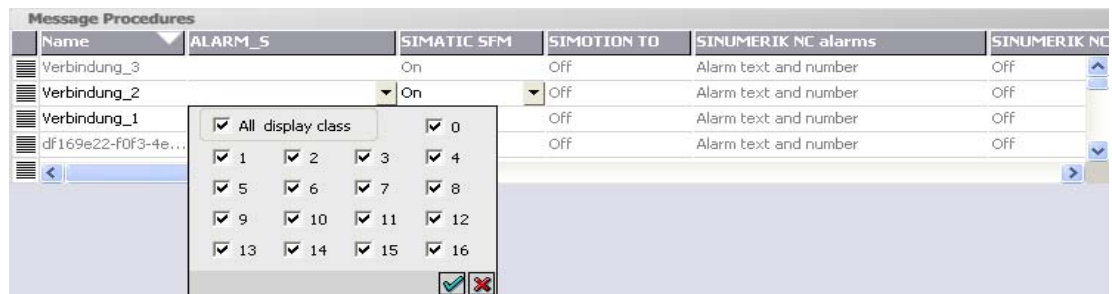 Message Procedures
Name ALARM_S SIMATIC SFM SIMOTION TO SINUMERIK NC alarms SINUMERIK NC
Verbindung_3 On Off Alarm text and number Off
Verbindung_2 On Off Alarm text and number Off
Verbindung_1 Off Alarm text and number Off
df169e22-f0f3-4e... Off Alarm text and number Off
All display class 0
1 2 3 4
5 6 7 8
9 10 11 12
13 14 15 16